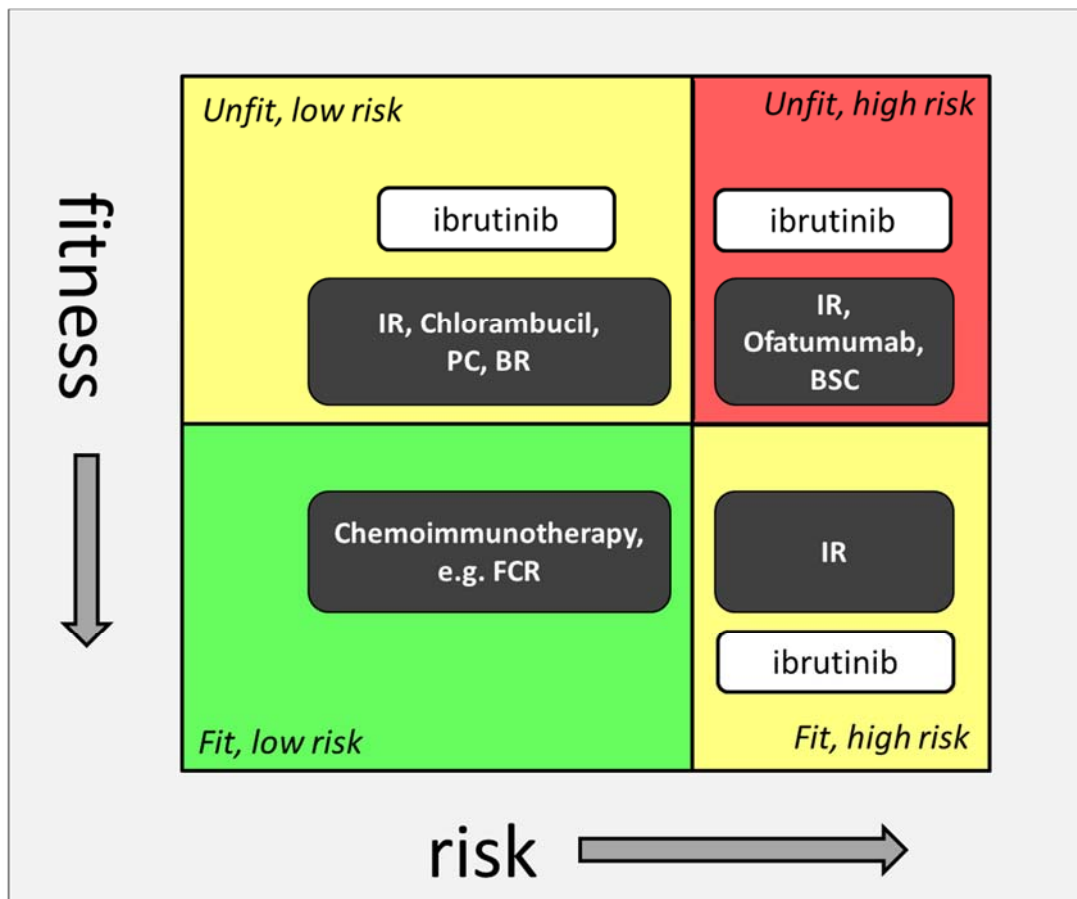 Unfit, low risk
Unfit, high risk
fitness
ibrutinib
ibrutinib
IR, Chlorambucil,
PC, BR
IR,
Ofatumumab,
BSC
Chemoimmunotherapy,
e.g. FCR
IR
ibrutinib
Fit, low risk
Fit, high risk
risk